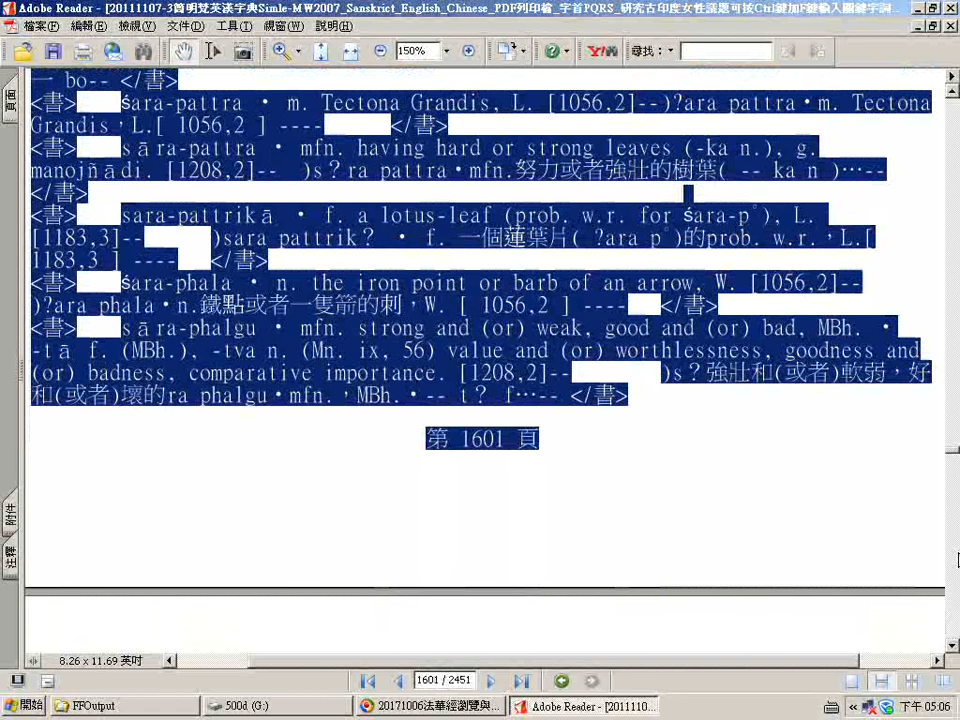 Adobe Reader - [20111107-3簡明梵英漢字典Simle-MW2007_Sanskrict_English_Chinese_PDF列印檔_字首PQRS_研究古印度女性議題可按Ctrl鍵加F鍵輸入關鍵字詞...
檔案(F) 編輯(E) 檢視(V) 文件(D) 工具(T) 視窗(W) 說明(H)
150% 尋找:
頁面
一 bo-- </書>
<書> śara-pattra • m. Tectona Grandis, L. [1056,2]--)?ara pattra•m. Tectona
Grandis，L.[ 1056,2 ] ---- </書>
<書> sāra-pattra • mfn. having hard or strong leaves (-ka n.), g.
manojñādi. [1208,2]-- )s？ra pattra•mfn.努力或者強壯的樹葉( -- ka n )…--
</書>
<書> sara-pattrikā • f. a lotus-leaf (prob. w.r. for śara-p°), L.
[1183,3]-- )sara pattrik？ • f. 一個蓮葉片( ?ara p°)的prob. w.r.，L.[
1183,3 ] ---- </書>
<書> śara-phala • n. the iron point or barb of an arrow, W. [1056,2]--
)?ara phala•n.鐵點或者一隻箭的刺，W. [ 1056,2 ] ---- </書>
<書> sāra-phalgu • mfn. strong and (or) weak, good and (or) bad, MBh. •
-tā f. (MBh.), -tva n. (Mn. ix, 56) value and (or) worthlessness, goodness and
(or) badness, comparative importance. [1208,2]-- )s？強壯和(或者)軟弱，好
和(或者)壞的ra phalgu•mfn.，MBh.•-- t？ f…-- </書>
第 1601 頁
附件
注釋
8.26 x 11.69 英吋
1601 / 2451
開始 FFOutput 500d (G:) 20171006法華經瀏覽與... Adobe Reader - [2011110... 下午 05:06